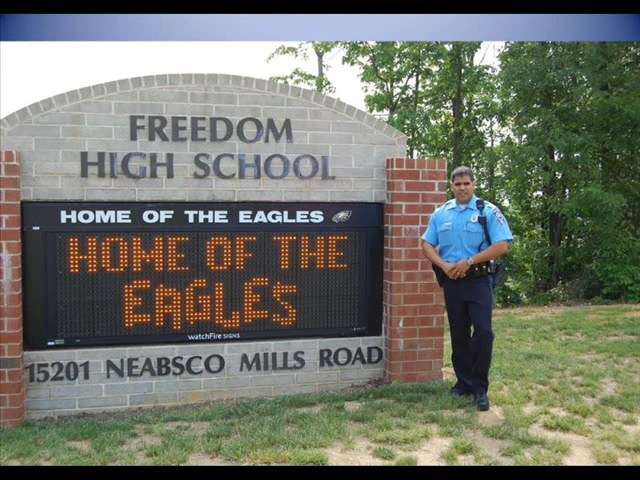 FREEDOM
HIGH SCHOOL
HOME OF THE EAGLES
HOME OF THE
EAGLES
watchFire SIGNS
15201 NEABSCO MILLS ROAD